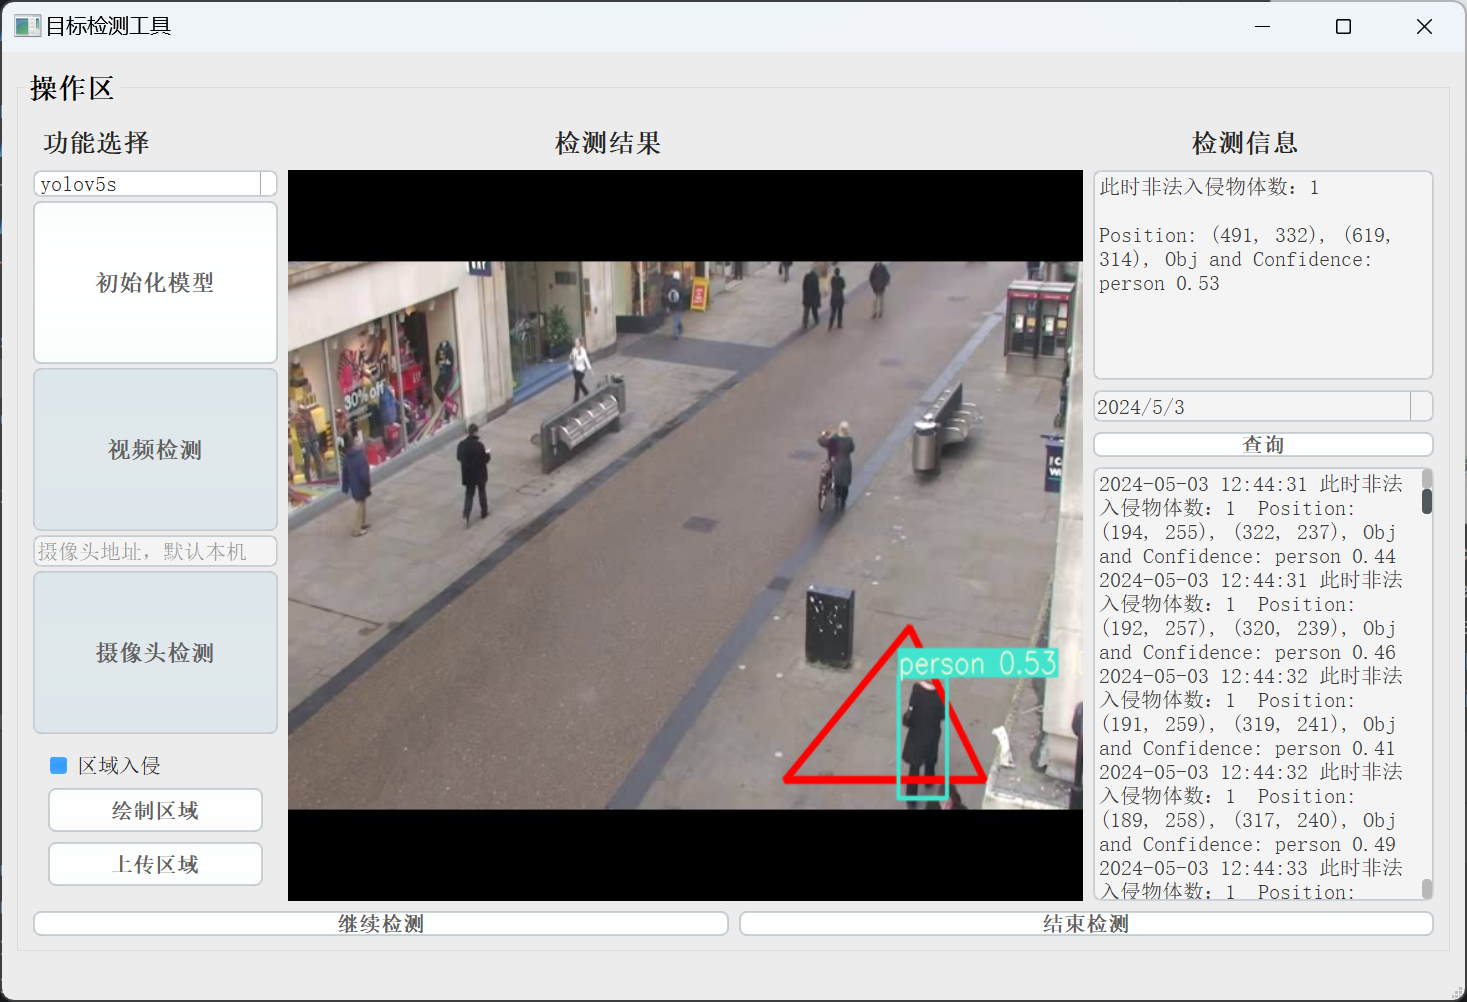 目标检测工具
操作区
功能选择
检测结果
检测信息
yolov5s
初始化模型
视频检测
摄像头地址，默认本机
摄像头检测
区域入侵
绘制区域
上传区域
30% off
person 0.53
此时非法入侵物体数：1
Position: (491, 332), (619,
314), Obj and Confidence:
person 0.53
2024/5/3
查询
2024-05-03 12:44:31 此时非法
入侵物体数：1  Position:
(194, 255), (322, 237), Obj
and Confidence: person 0.44
2024-05-03 12:44:31 此时非法
入侵物体数：1  Position:
(192, 257), (320, 239), Obj
and Confidence: person 0.46
2024-05-03 12:44:32 此时非法
入侵物体数：1  Position:
(191, 259), (319, 241), Obj
and Confidence: person 0.41
2024-05-03 12:44:32 此时非法
入侵物体数：1  Position:
(189, 258), (317, 240), Obj
and Confidence: person 0.49
2024-05-03 12:44:33 此时非法
入侵物体数：1  Position:
继续检测
结束检测